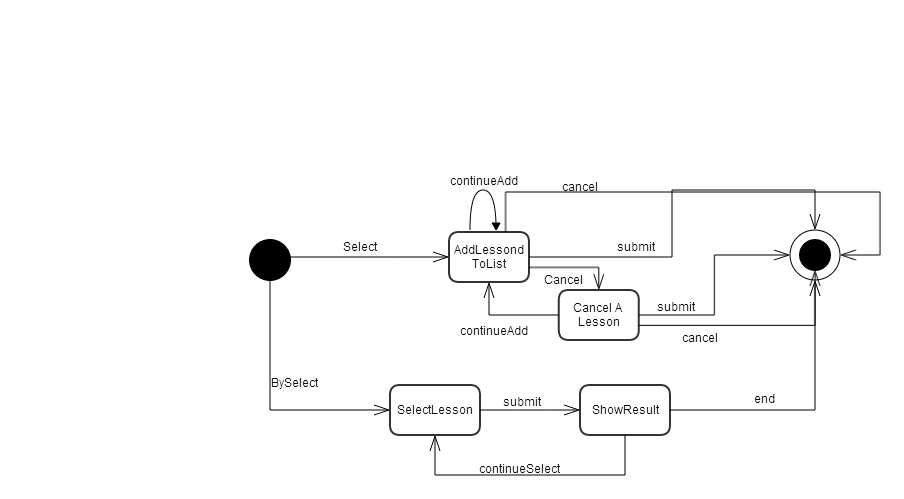 continueAdd
cancel
Select
AddLessond
ToList
submit
Cancel
Cancel A
Lesson
submit
continueAdd
cancel
BySelect
SelectLesson
submit
ShowResult
end
continueSelect